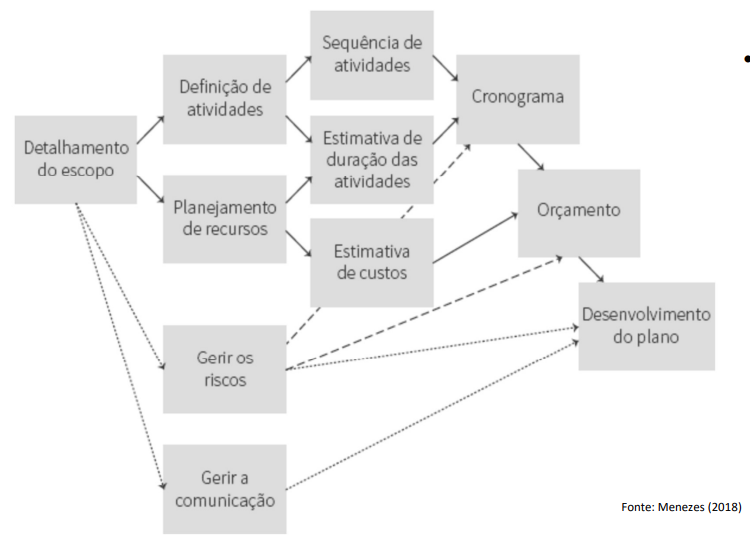 Sequência de
atividades
Definição de
atividades
Cronograma
Detalhamento
do escopo
Estimativa de
duração das
atividades
Planejamento
de recursos
Orçamento
Estimativa
de custos
Desenvolvimento
do plano
Gerir os
riscos
Gerir a
comunicação
Fonte: Menezes (2018)